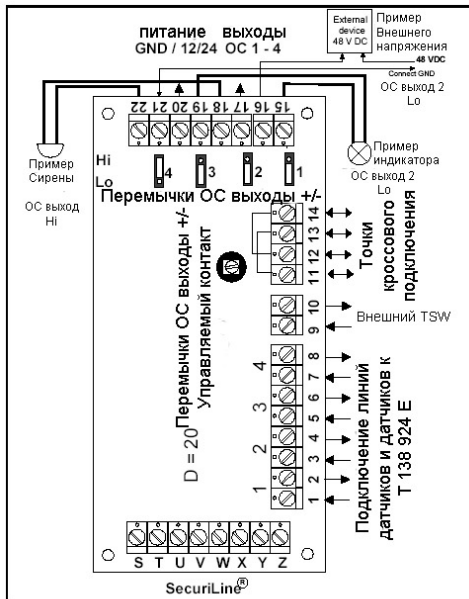 питание выходы
GND / 12/24 OC 1 - 4
External
device
48 V DC
Пример
Внешнего
напряжения
48 VDC
Connect GND
OC выход 2
Lo
22 21 20 19 18 17 16 15
Пример
Сирены
OC выход
Hi
Hi
Lo
4 3 2 1
Перемычки OC выходы +/-
Пример
индикатора
OC выход 2
Lo
Перемычки OC выходы +/-
Управляемый контакт
D = 20
14
13
12
11
Точки
кроссового
подключения
10
9
Внешний TSW
4
3
2
1
8
7
6
5
4
3
2
1
Подключение линий
датчиков и датчиков к
T 138 924 E
S T U V W X Y Z
SecuriLine®